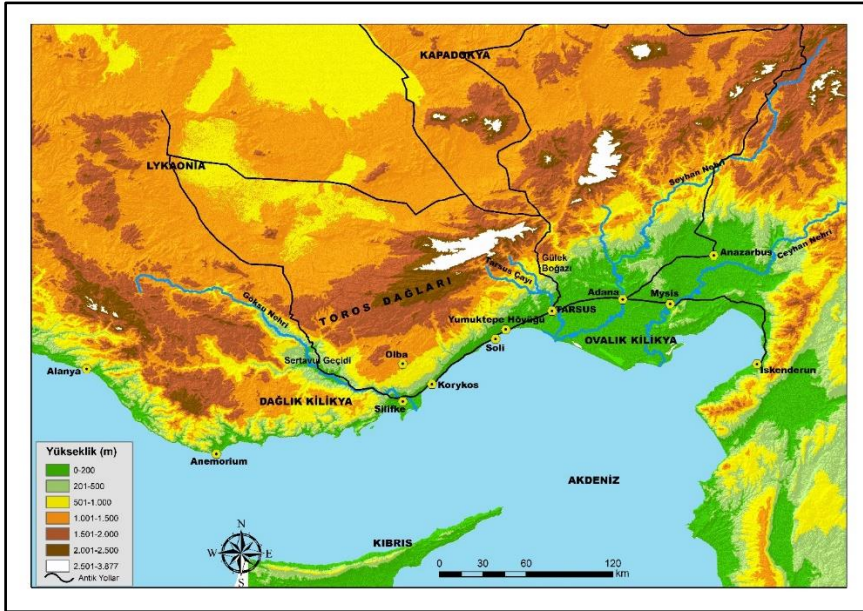 KAPADOKYA
LYKAONIA
Seyhan Nehri
Ceyhan Nehri
Anazarbus
Gülek
Boğazı
Tarsus Çayı
TOROS DAĞLARI
Göksu Nehri
Adana
Mysis
TARSUS
Yumuktepe Höyüğü
Soli
OVALIK KİLİKYA
Sertavul Geçidi
Olba
Alanya
İskenderun
Korykos
DAĞLIK KİLİKYA
Silifke
Anemorium
AKDENİZ
KIBRIS
Yükseklik (m)
0-200
201-500
501-1.000
1.001-1.500
1.501-2.000
2.001-2.500
2.501-3.877
Antik Yollar
N
W E
S
0 30 60 120
km